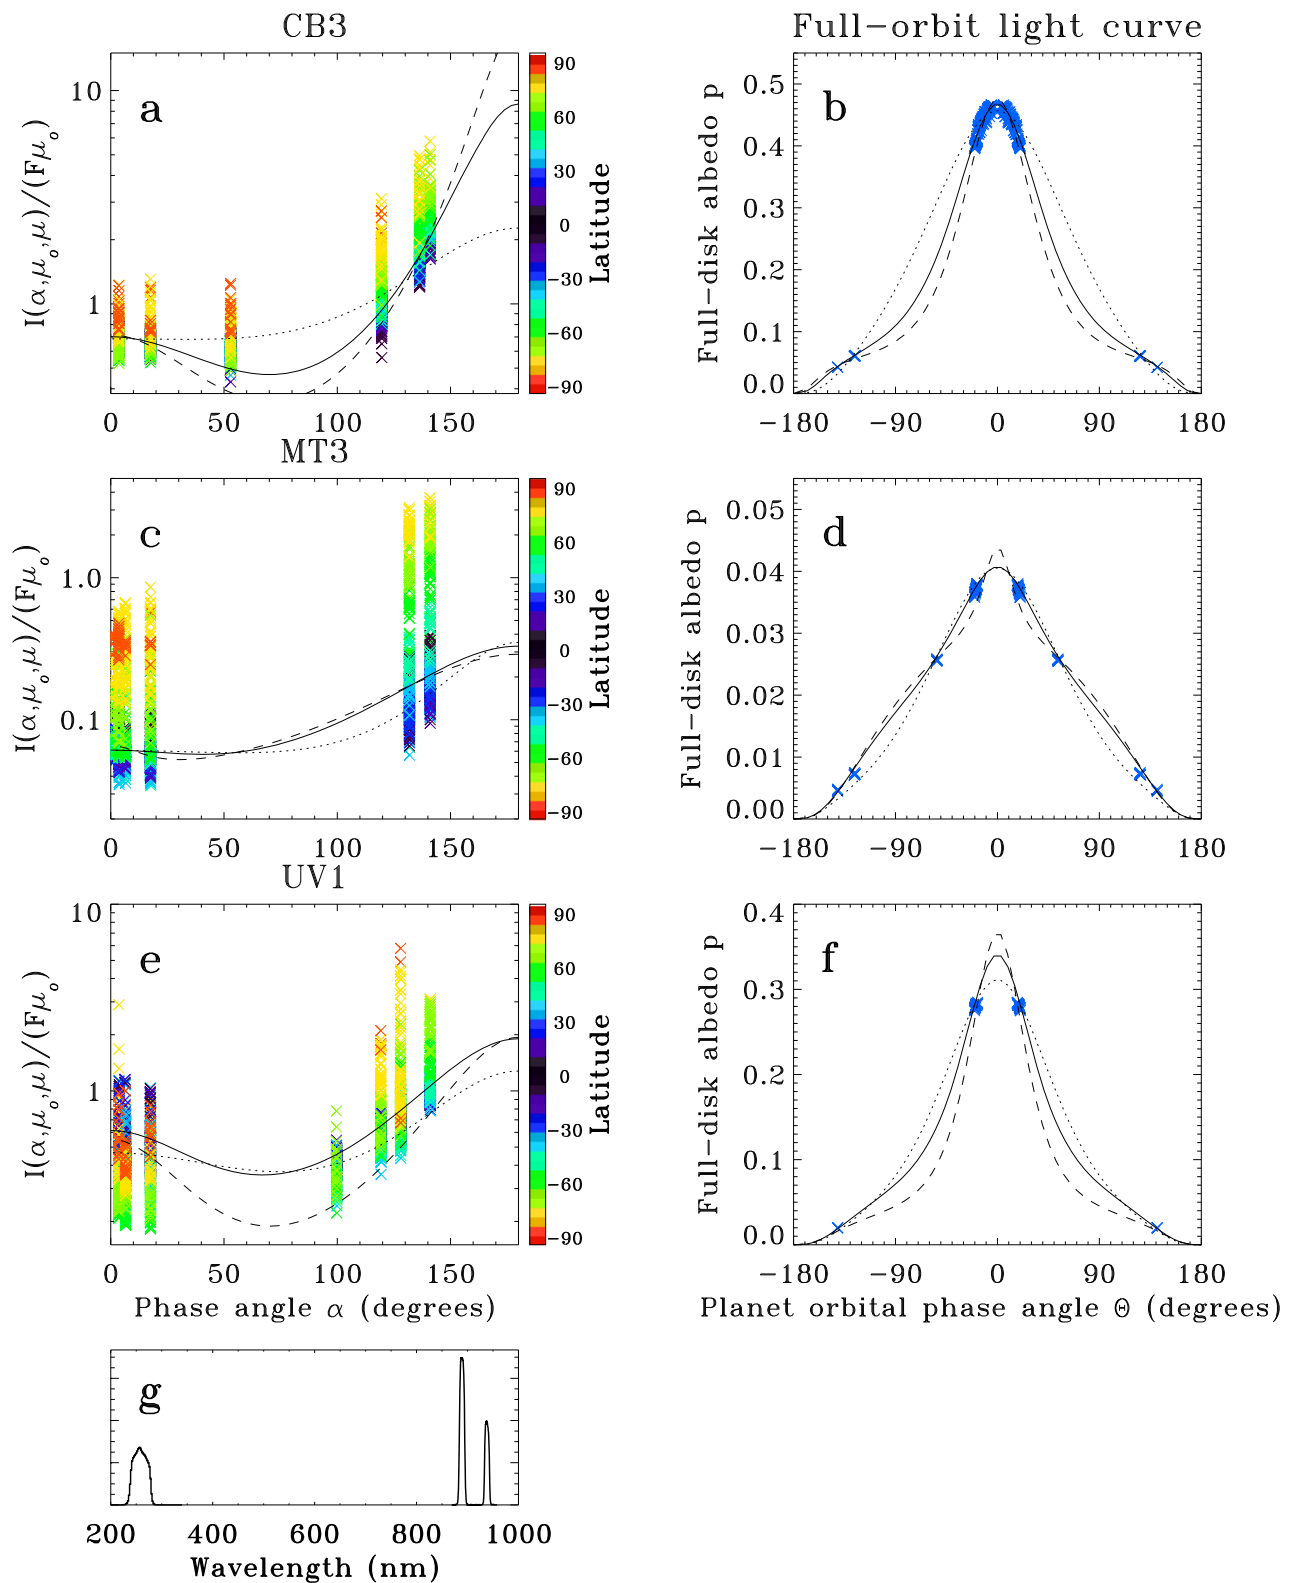 CB3
Full−orbit light curve
a
10
1
I(α,μo,μ)/(Fμo)
0 50 100 150
90
60
30
0
−30
−60
−90
Latitude
b
0.5
0.4
0.3
0.2
0.1
0.0
Full−disk albedo p
−180 −90 0 90 180
MT3
c
1.0
0.1
I(α,μo,μ)/(Fμo)
0 50 100 150
90
60
30
0
−30
−60
−90
Latitude
d
0.05
0.04
0.03
0.02
0.01
0.00
Full−disk albedo p
−180 −90 0 90 180
UV1
e
10
1
I(α,μo,μ)/(Fμo)
0 50 100 150
Phase angle α (degrees)
90
60
30
0
−30
−60
−90
Latitude
f
0.4
0.3
0.2
0.1
0.0
Full−disk albedo p
−180 −90 0 90 180
Planet orbital phase angle Θ (degrees)
g
200 400 600 800 1000
Wavelength (nm)